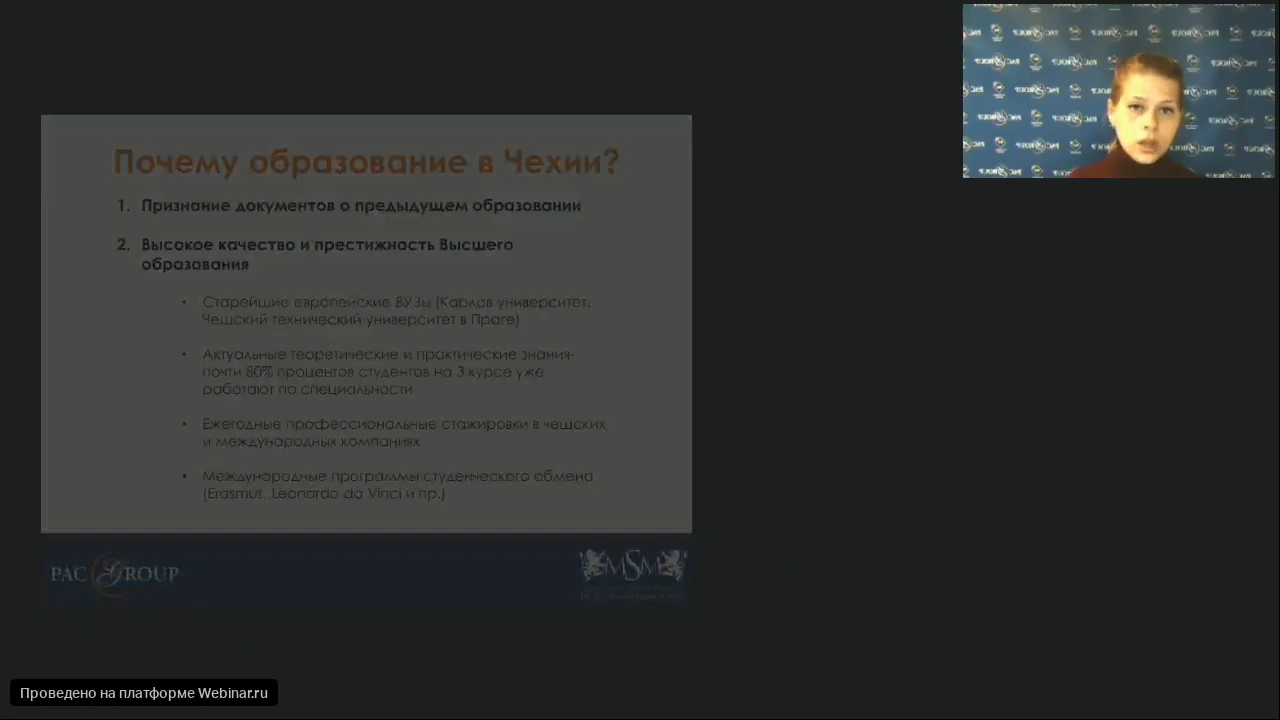 Почему образование в Чехии?
1. Признание документов о предыдущем образовании
2. Высокое качество и престижность Высшего
образования
• Старейшие европейские ВУЗы (Карлов университет,
Чешский технический университет в Праге)
• Актуальные теоретические и практические знания-
почти 80% процентов студентов на 3 курсе уже
работают по специальности
• Ежегодные профессиональные стажировки в чешских
и международных компаниях
• Международные программы студенческого обмена
(Erasmus, Leonardo da Vinci и пр.)
PAC GROUP
MSM
Проведено на платформе Webinar.ru